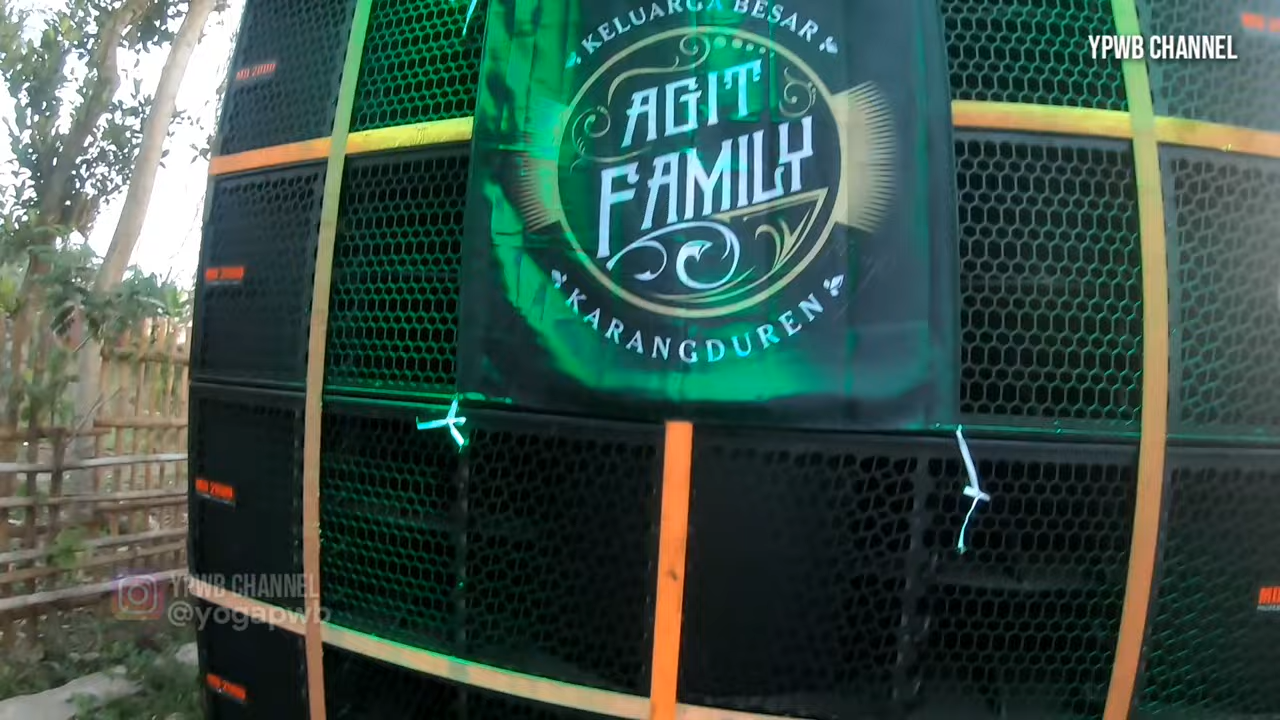 YPWB CHANNEL
KELUARGA BESAR
AGIT
FAMILY
KARANGDUREN
YPWB CHANNEL
@yogapwb